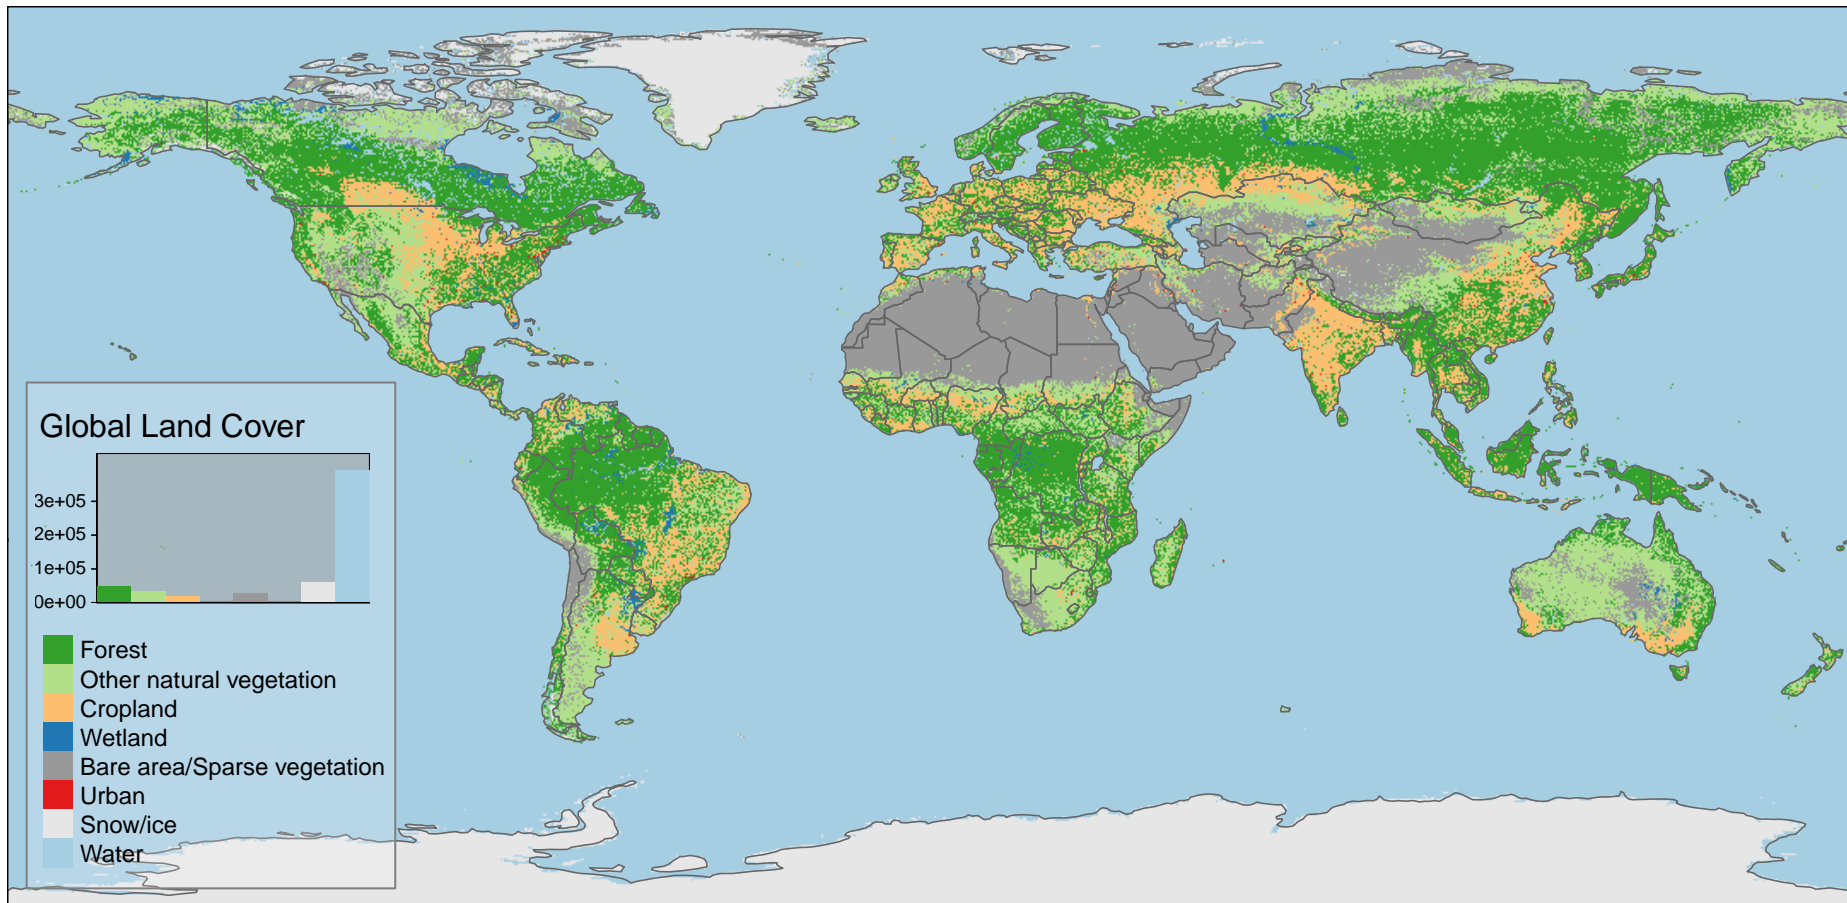 Global Land Cover
3e+05
2e+05
1e+05
0e+00
Forest
Other natural vegetation
Cropland
Wetland
Bare area/Sparse vegetation
Urban
Snow/ice
Water